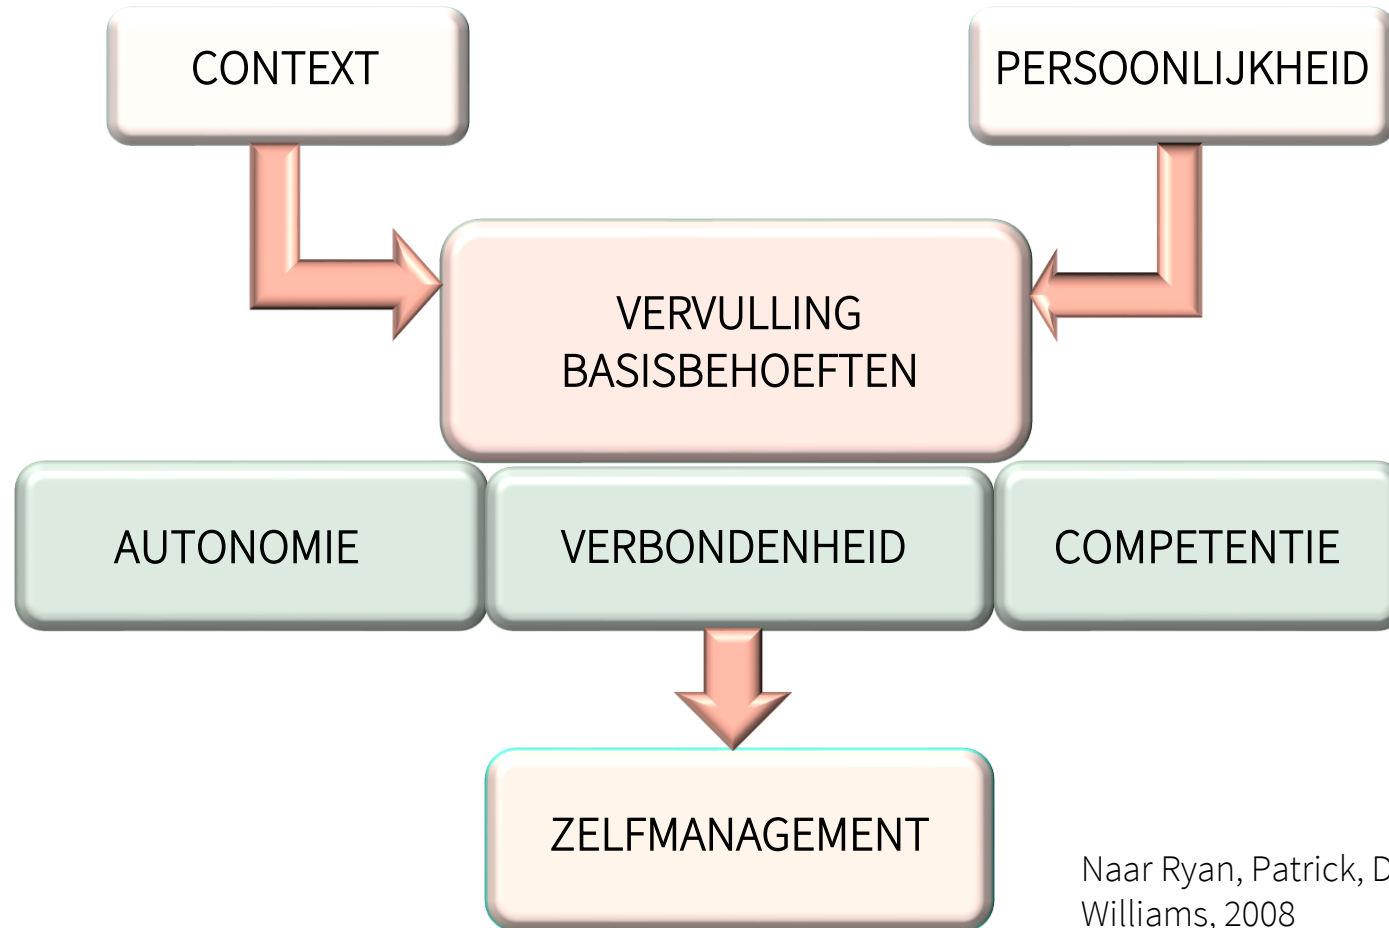 CONTEXT
PERSOONLIJKHEID
VERVULLING
BASISBEHOEFTEN
AUTONOMIE
VERBONDENHEID
COMPETENTIE
ZELFMANAGEMENT
Naar Ryan, Patrick,
Williams, 2008